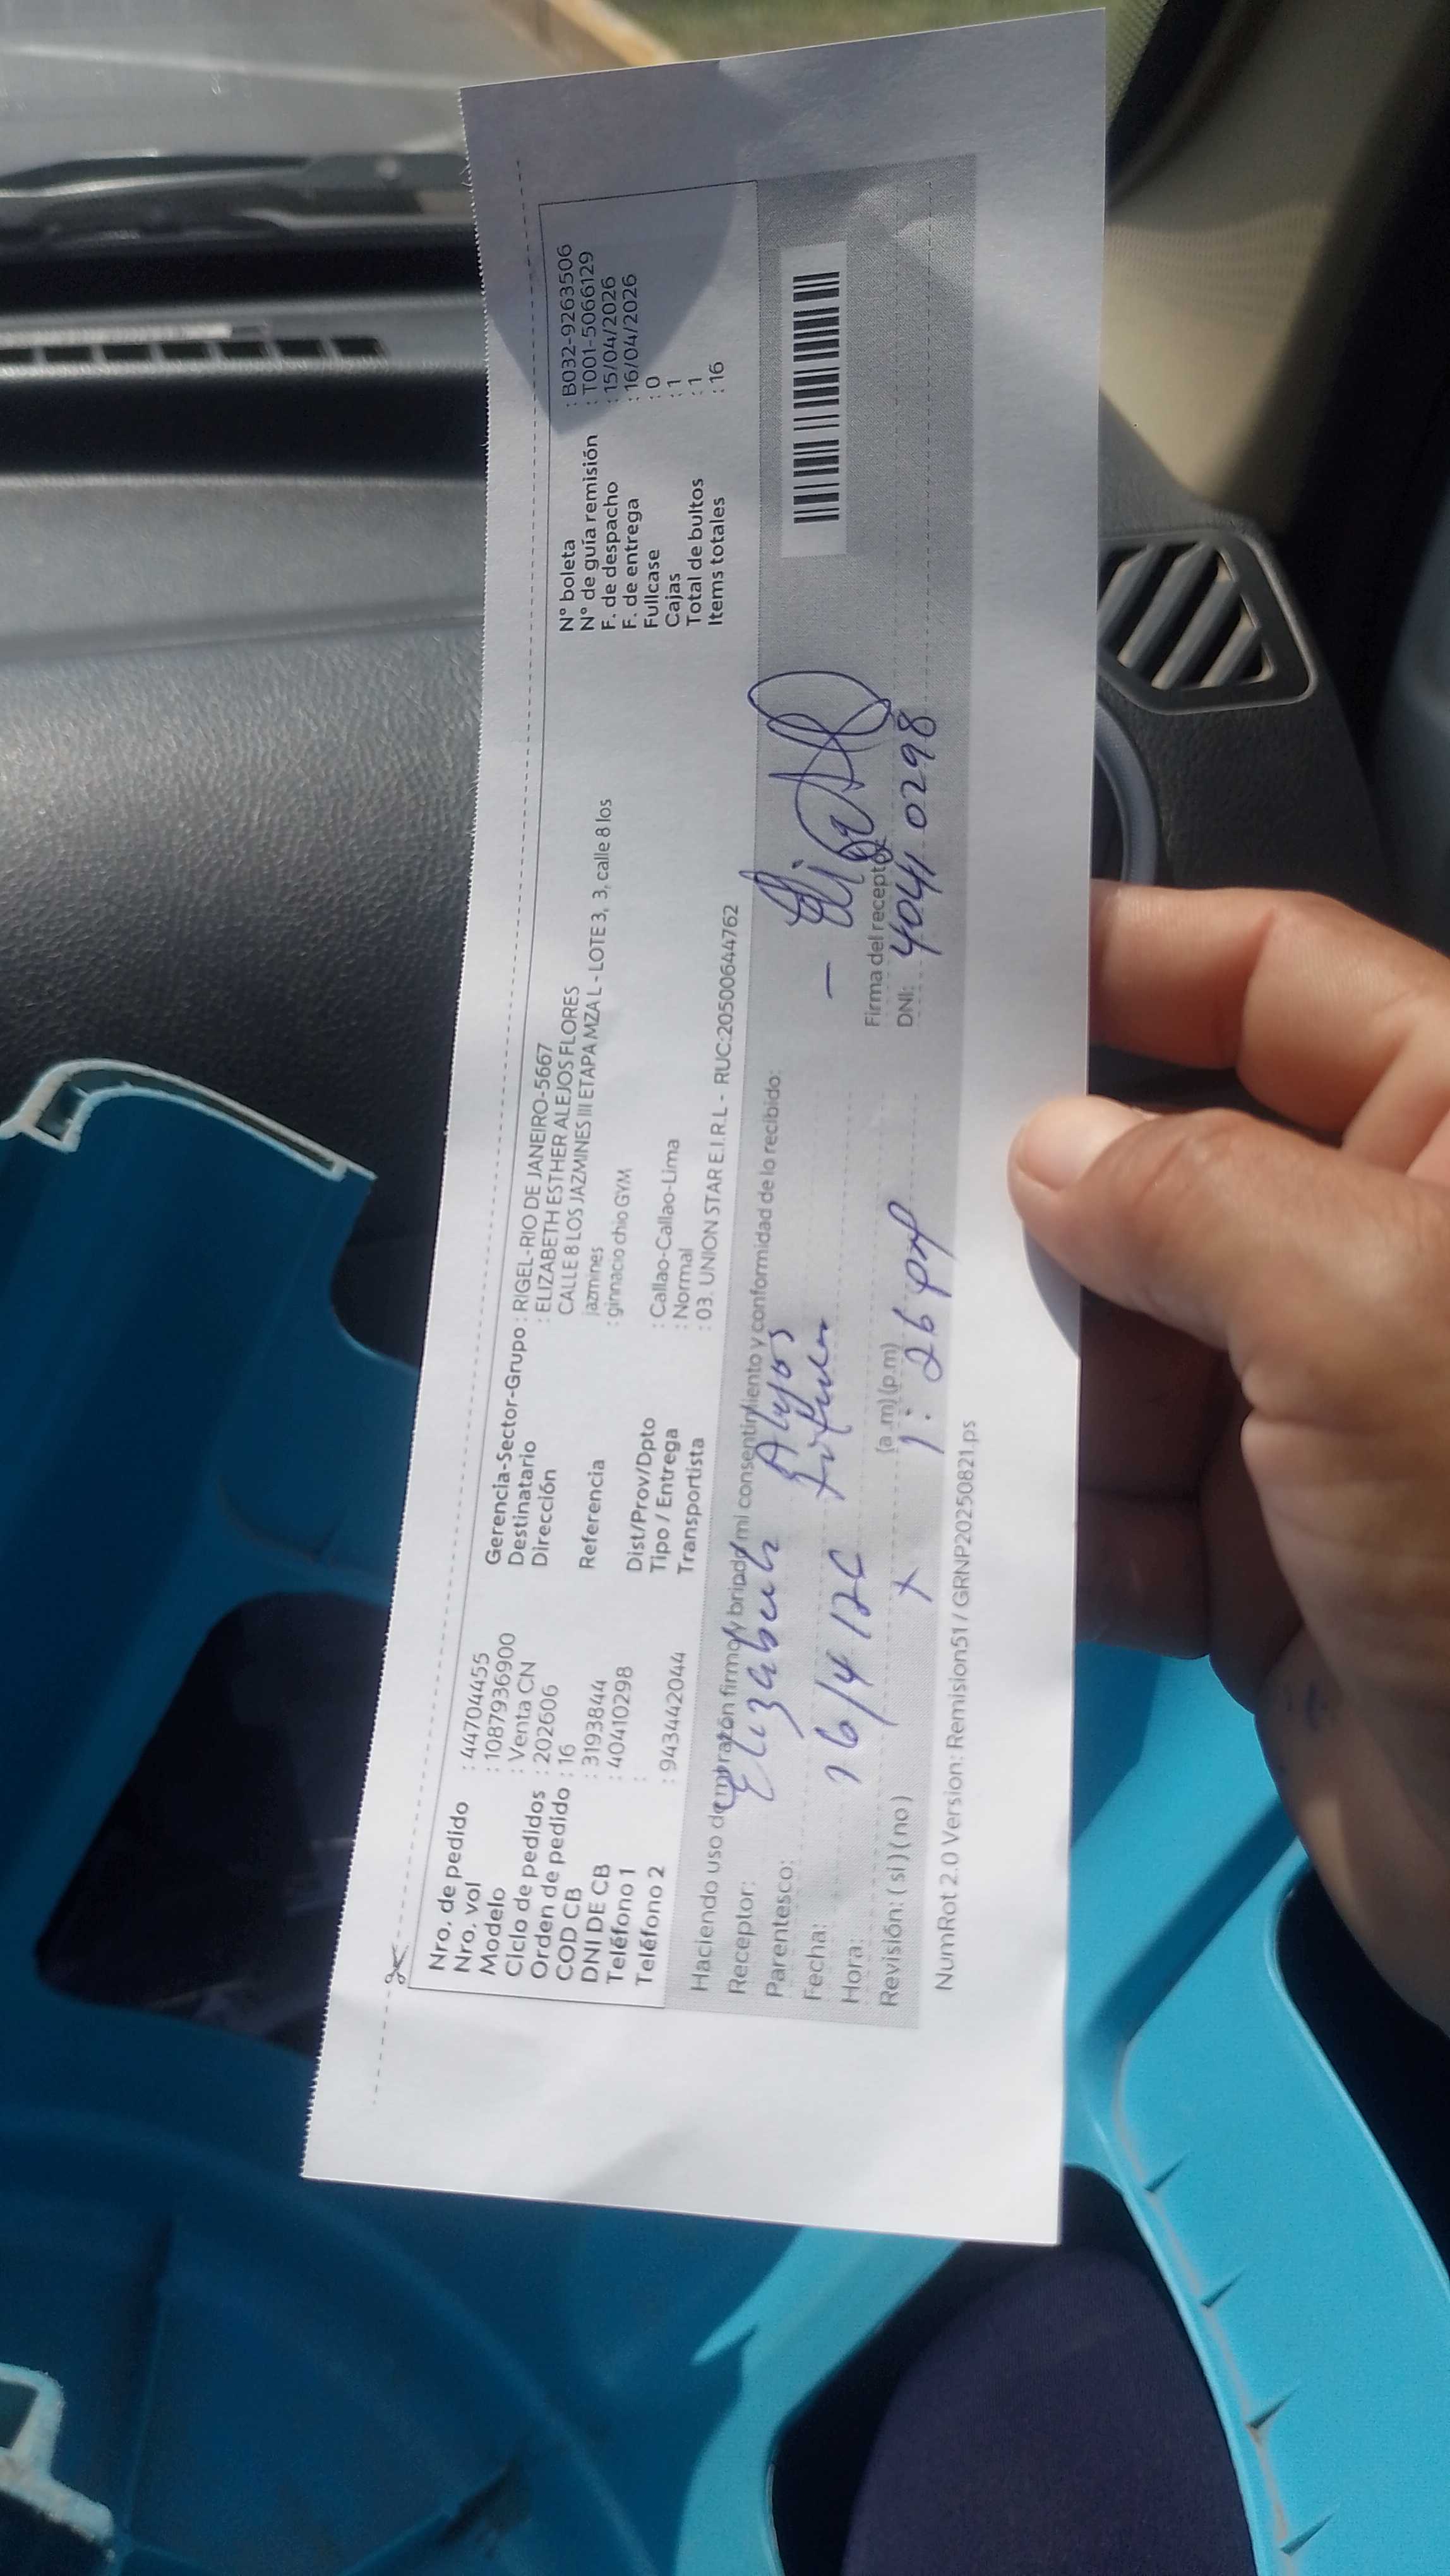 Nro. de pedido : 44704455
Nro. vol : 1087936900
Modelo : Venta CN
Ciclo de pedidos : 202606
Orden de pedido : 16
COD CB : 3193844
DNI DE CB : 40410298
Teléfono 1 :
Teléfono 2 : 943442044
Gerencia-Sector-Grupo : RIGEL-RIO DE JANEIRO-5667
Destinatario : ELIZABETH ESTHER ALEJOS FLORES
Dirección CALLE 8 LOS JAZMINES III ETAPA MZA L - LOTE 3, 3, calle 8 los
jazmines
Referencia : ginnacio chio GYM
Dist/Prov/Dpto : Callao-Callao-Lima
Tipo / Entrega : Normal
Transportista : 03. UNION STAR E.I.R.L - RUC:20500644762
N° boleta : B032-9263506
N° de guía remisión : T001-5066129
F. de despacho : 15/04/2026
F. de entrega : 16/04/2026
Fullcase : 0
Cajas : 1
Total de bultos : 1
Items totales : 16
Haciendo uso de mi razón firmo y brindo mi consentimiento y conformidad de lo recibido:
Receptor: Elizabeth Alejos
Parentesco: titular
Fecha: 16/4/26
Hora: (a.m) (p.m) 1:26 pm
Revisión: ( si ) ( no ) x
Firma del receptor
DNI: 40410298
NumRot 2.0 Version: Remision51 / GRNP20250821.ps